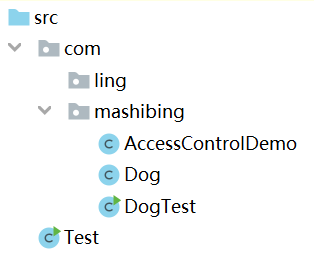 src
com
ling
mashibing
C AccessControlDemo
C Dog
C DogTest
C Test